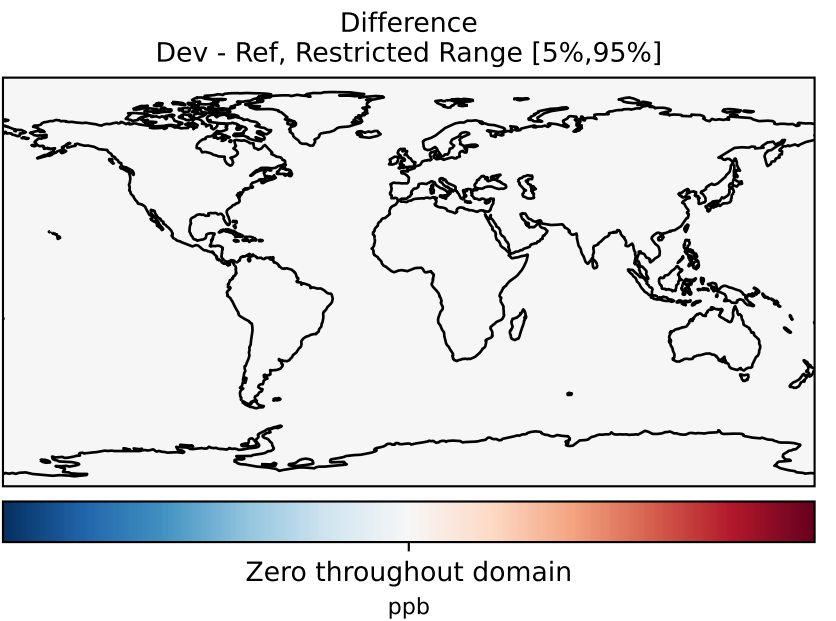 Difference
Dev - Ref, Restricted Range [5%,95%]
Zero throughout domain
ppb